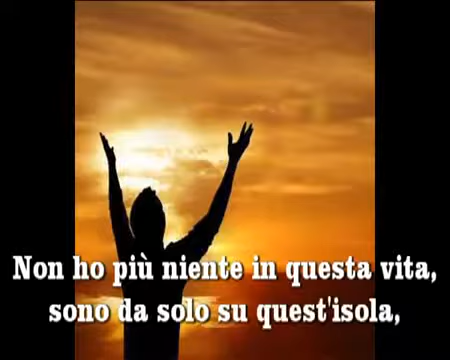 Non ho più niente in questa vita,
sono da solo su quest'isola,